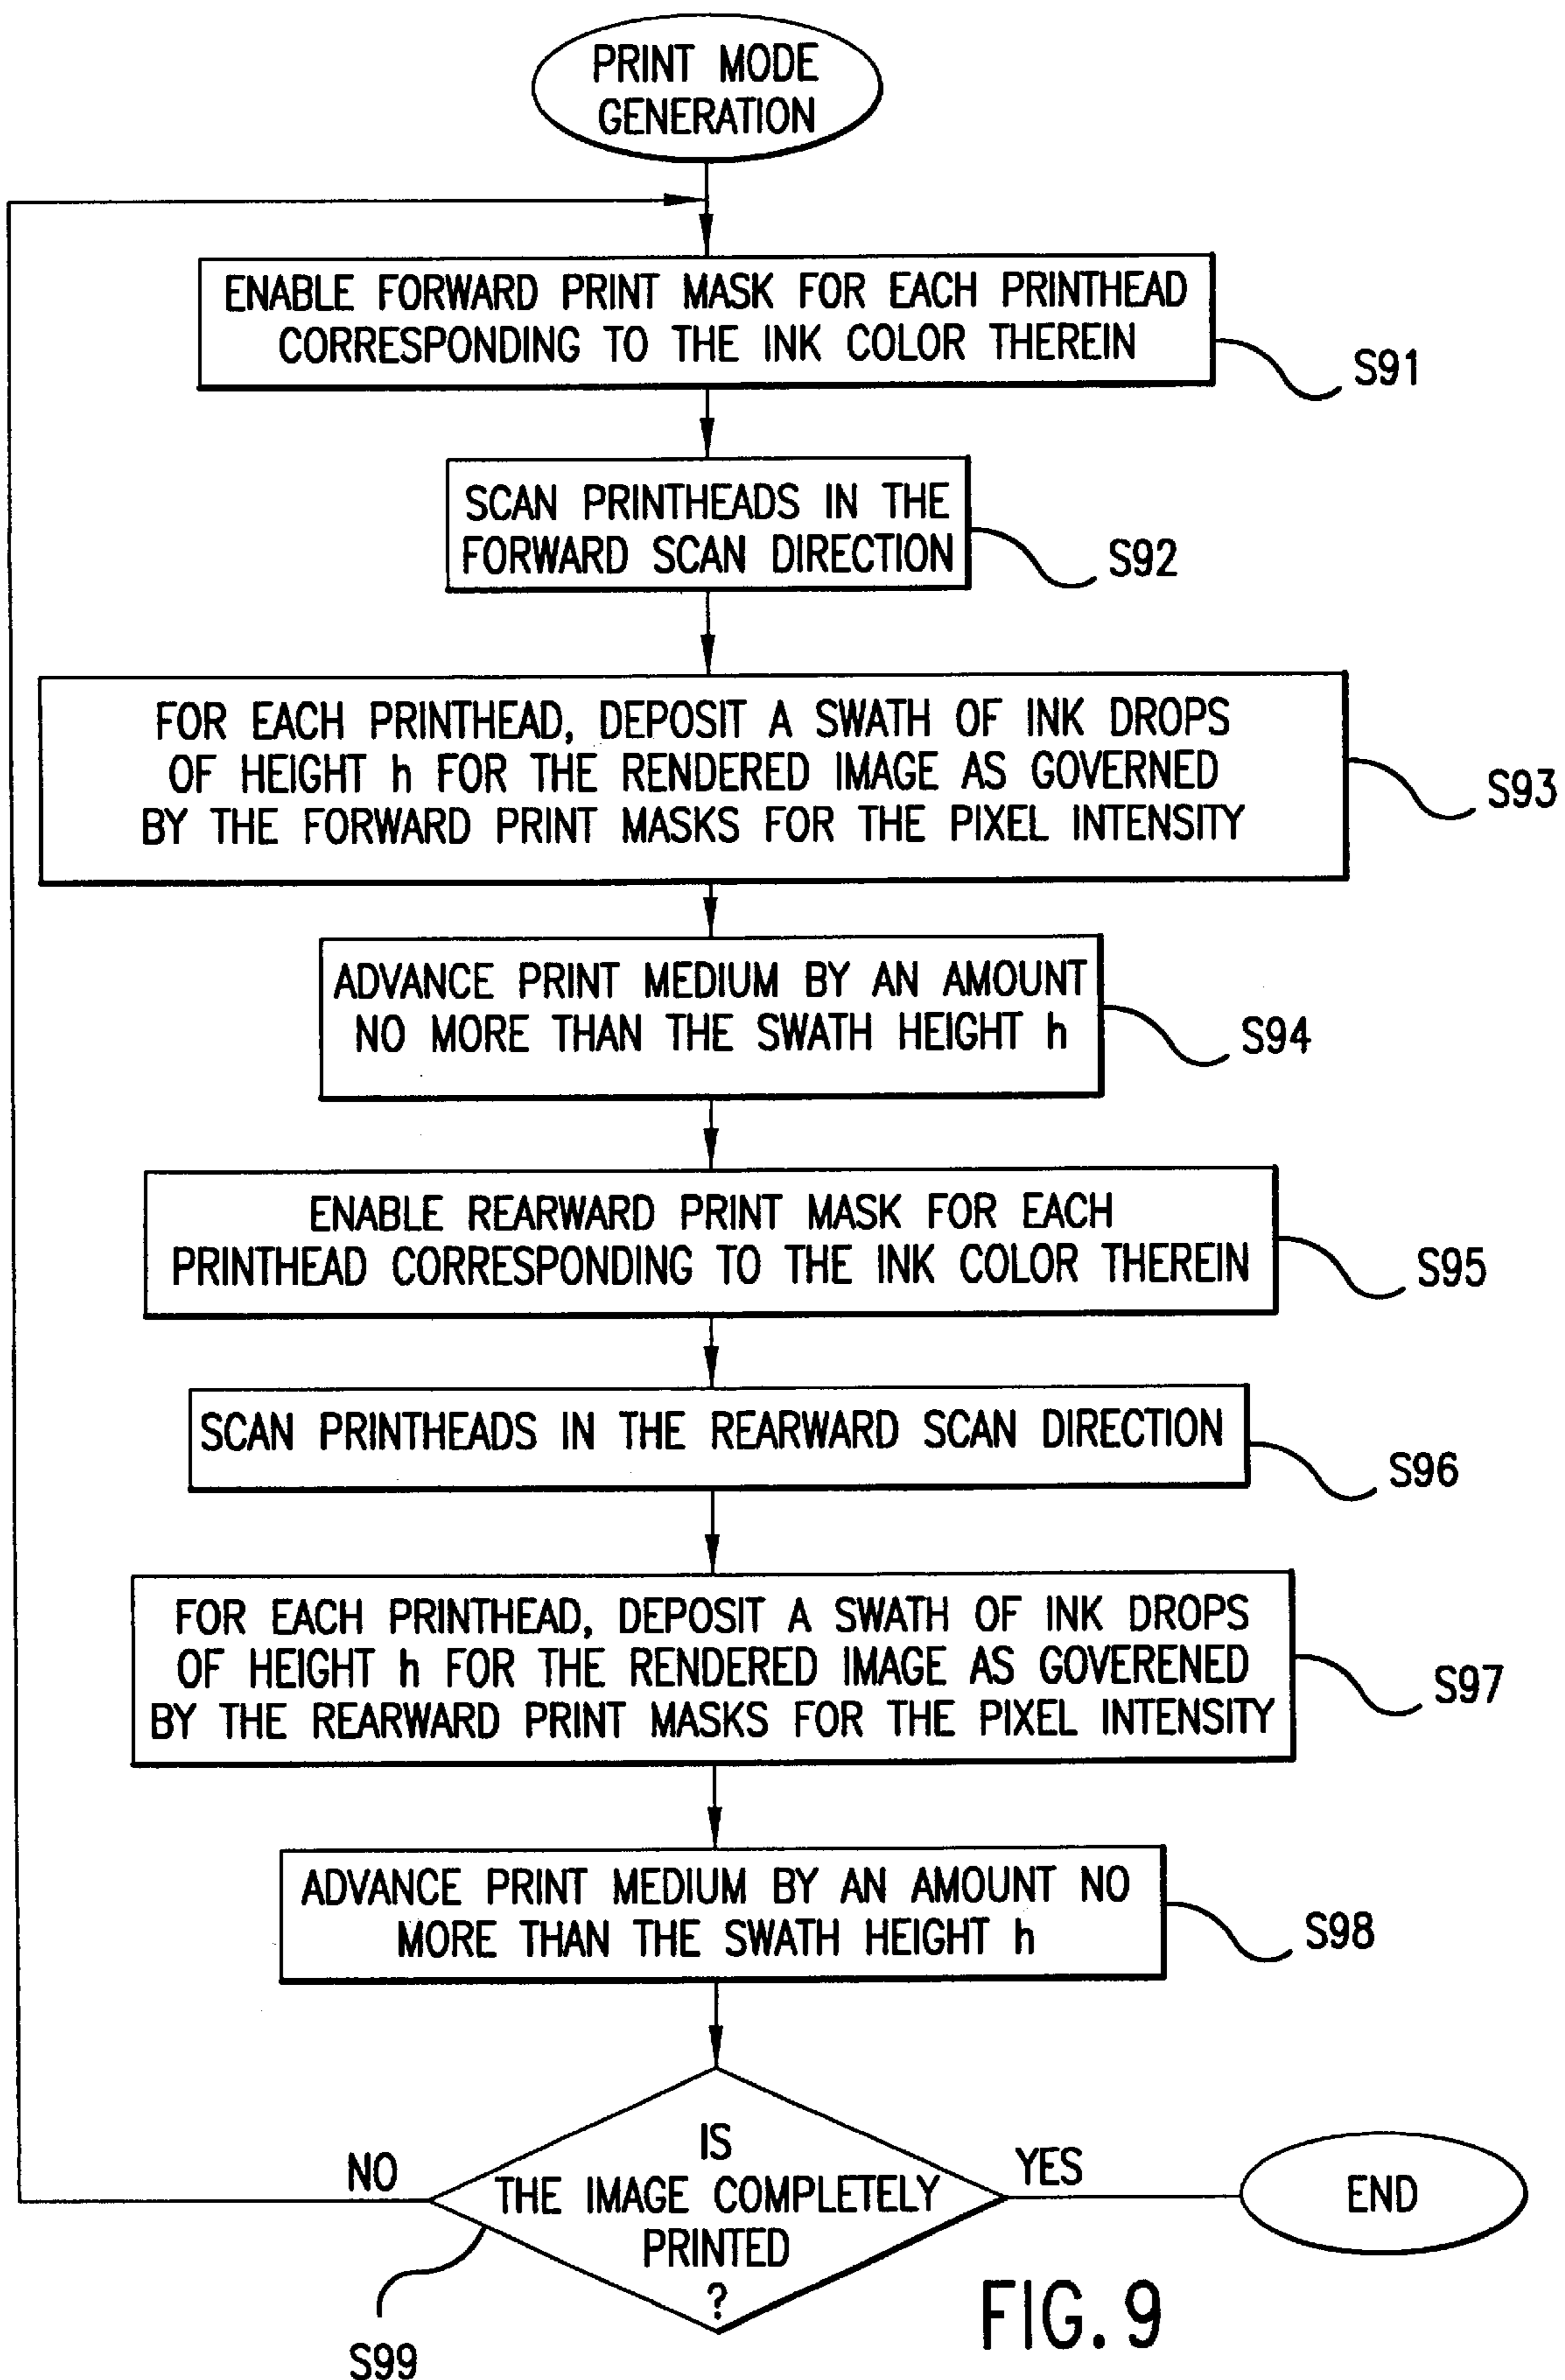 PRINT MODE
GENERATION
ENABLE FORWARD PRINT MASK FOR EACH PRINTHEAD
CORRESPONDING TO THE INK COLOR THEREIN
S91
SCAN PRINTHEADS IN THE
FORWARD SCAN DIRECTION
S92
FOR EACH PRINTHEAD, DEPOSIT A SWATH OF INK DROPS
OF HEIGHT h FOR THE RENDERED IMAGE AS GOVERNED
BY THE FORWARD PRINT MASKS FOR THE PIXEL INTENSITY
S93
ADVANCE PRINT MEDIUM BY AN AMOUNT
NO MORE THAN THE SWATH HEIGHT h
S94
ENABLE REARWARD PRINT MASK FOR EACH
PRINTHEAD CORRESPONDING TO THE INK COLOR THEREIN
S95
SCAN PRINTHEADS IN THE REARWARD SCAN DIRECTION
S96
FOR EACH PRINTHEAD, DEPOSIT A SWATH OF INK DROPS
OF HEIGHT h FOR THE RENDERED IMAGE AS GOVERENED
BY THE REARWARD PRINT MASKS FOR THE PIXEL INTENSITY
S97
ADVANCE PRINT MEDIUM BY AN AMOUNT NO
MORE THAN THE SWATH HEIGHT h
S98
IS
THE IMAGE COMPLETELY
PRINTED
?
NO
YES
END
S99
FIG. 9